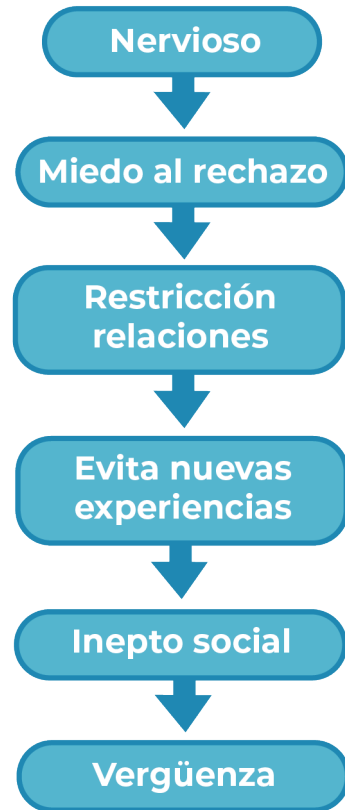 Nervioso
Miedo al rechazo
Restricción
relaciones
Evita nuevas
experiencias
Inepto social
Vergüenza